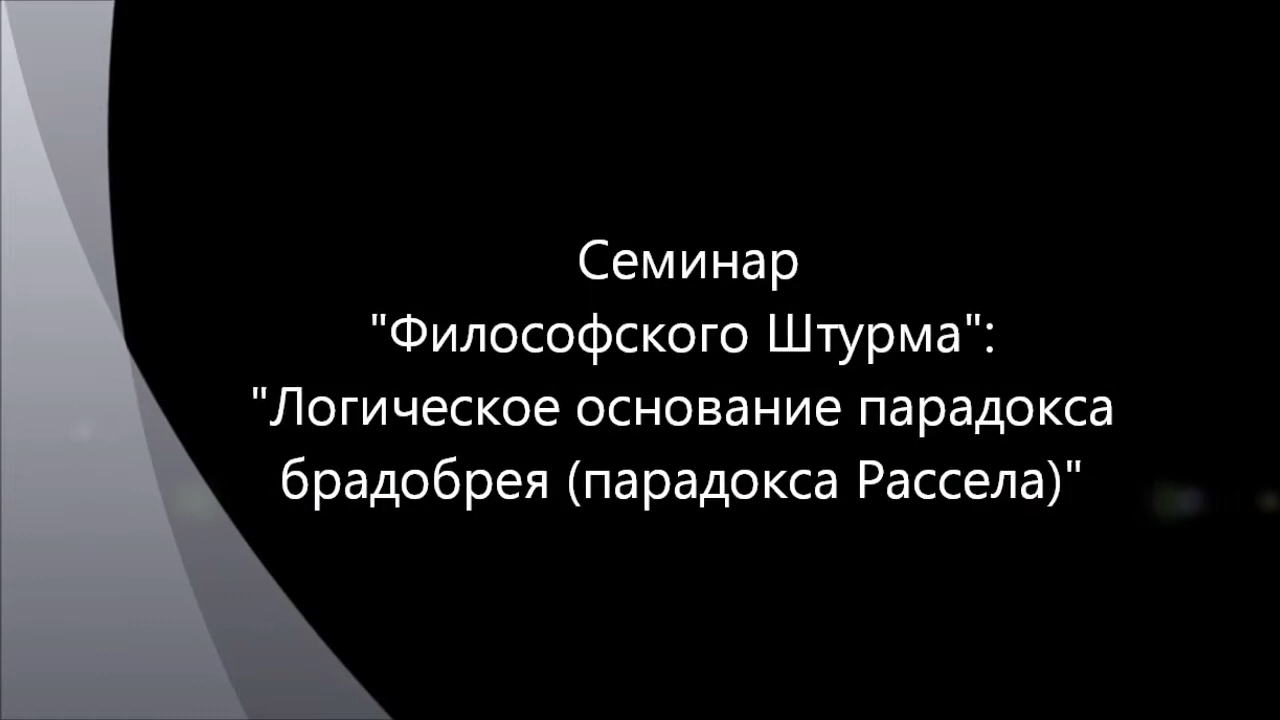 Семинар
"Философского Штурма":
"Логическое основание парадокса
брадобрея (парадокса Рассела)"